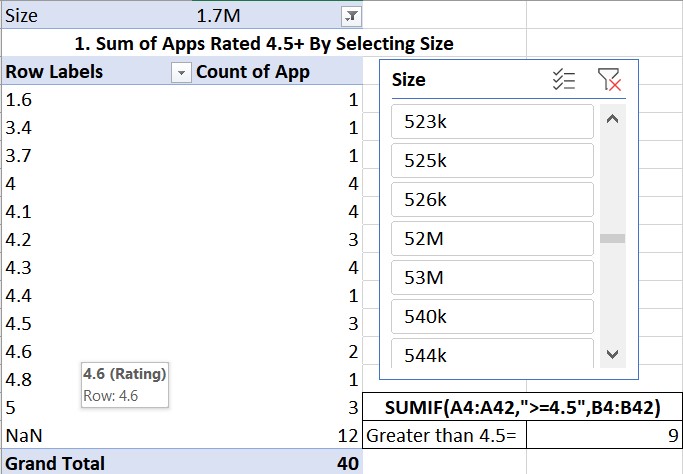 Size 1.7M
1. Sum of Apps Rated 4.5+ By Selecting Size
Row Labels Count of App
1.6 1
3.4 1
3.7 1
4 4
4.1 4
4.2 3
4.3 4
4.4 1
4.5 3
4.6 2
4.8 1
5 3
NaN 12
Grand Total 40
4.6 (Rating)
Row: 4.6
Size
523k
525k
526k
52M
53M
540k
544k
SUMIF(A4:A42,">=4.5",B4:B42)
Greater than 4.5= 9